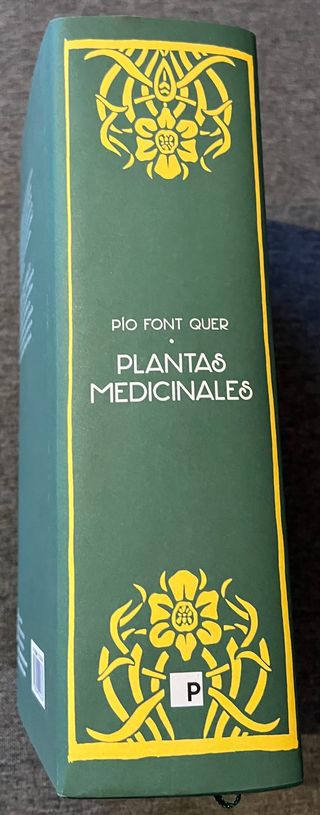 PÍO FONT QUER
•
PLANTAS
MEDICINALES
P